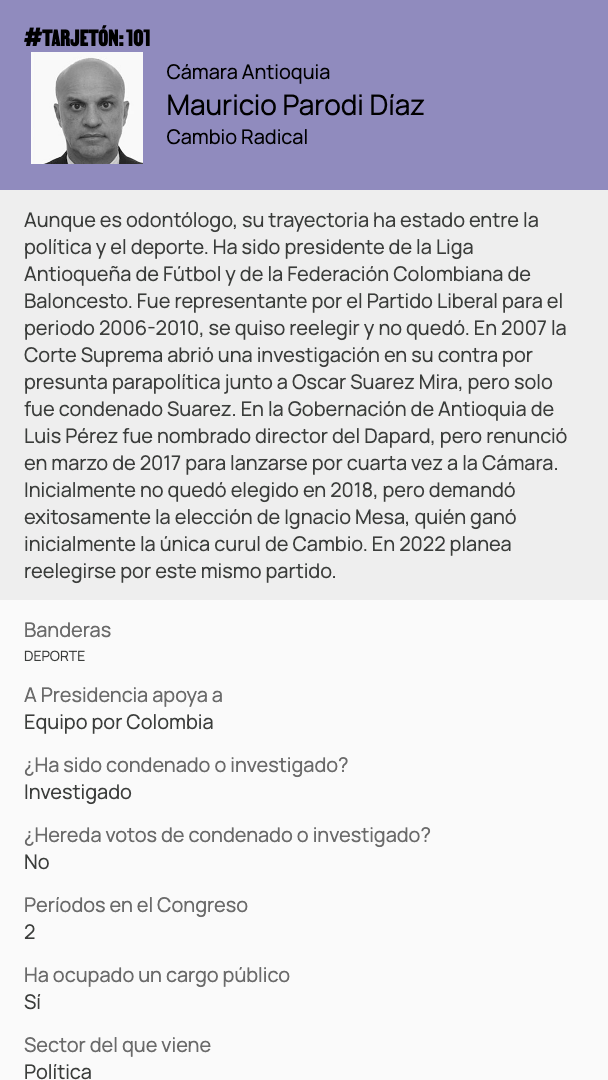 #TARJETÓN: 101
Cámara Antioquia
Mauricio Parodi Díaz
Cambio Radical
Aunque es odontólogo, su trayectoria ha estado entre la
política y el deporte. Ha sido presidente de la Liga
Antioqueña de Fútbol y de la Federación Colombiana de
Baloncesto. Fue representante por el Partido Liberal para el
periodo 2006-2010, se quiso reelegir y no quedó. En 2007 la
Corte Suprema abrió una investigación en su contra por
presunta parapolítica junto a Oscar Suarez Mira, pero solo
fue condenado Suarez. En la Gobernación de Antioquia de
Luis Pérez fue nombrado director del Dapard, pero renunció
en marzo de 2017 para lanzarse por cuarta vez a la Cámara.
Inicialmente no quedó elegido en 2018, pero demandó
exitosamente la elección de Ignacio Mesa, quién ganó
inicialmente la única curul de Cambio. En 2022 planea
reelegirse por este mismo partido.
Banderas
DEPORTE
A Presidencia apoya a
Equipo por Colombia
¿Ha sido condenado o investigado?
Investigado
¿Hereda votos de condenado o investigado?
No
Períodos en el Congreso
2
Ha ocupado un cargo público
Sí
Sector del que viene
Política